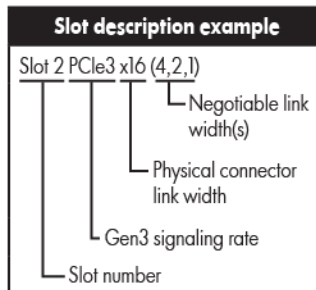 Slot description example
Slot 2 PCIe3 x16 (4,2,1)
Negotiable link
width(s)
Physical connector
link width
Gen3 signaling rate
Slot number